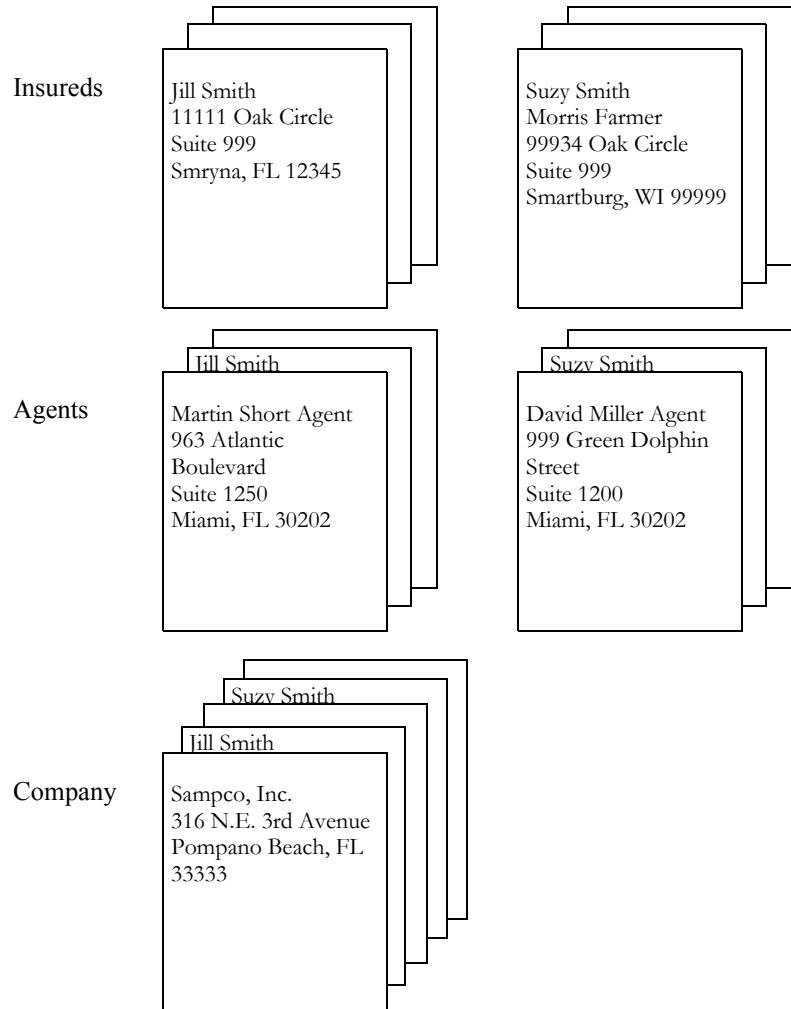 Insureds
Jill Smith
11111 Oak Circle
Suite 999
Smryna, FL 12345
Suzy Smith
Morris Farmer
99934 Oak Circle
Suite 999
Smartburg, WI 99999
Agents
Jill Smith
Martin Short Agent
963 Atlantic
Boulevard
Suite 1250
Miami, FL 30202
Suzy Smith
David Miller Agent
999 Green Dolphin
Street
Suite 1200
Miami, FL 30202
Company
Suzy Smith
Jill Smith
Sampco, Inc.
316 N.E. 3rd Avenue
Pompano Beach, FL
33333